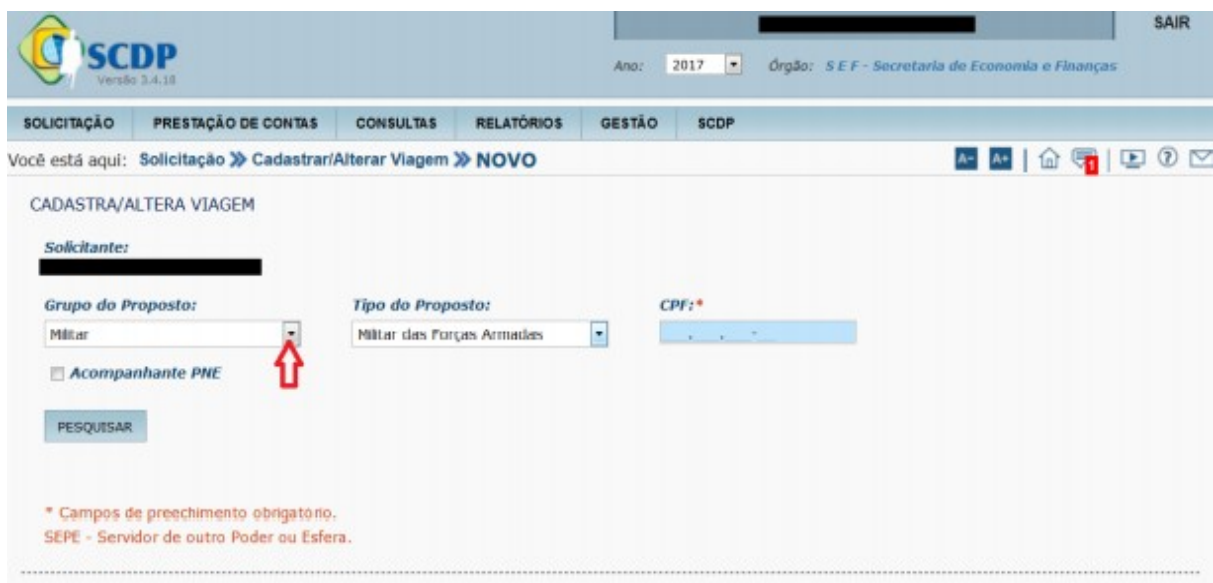 SAIR
SCDP
Versão 3.4.18
Ano: 2017 Órgão: S E F - Secretaria de Economia e Finanças
SOLICITAÇÃO PRESTAÇÃO DE CONTAS CONSULTAS RELATÓRIOS GESTÃO SCDP
Você está aqui: Solicitação >> Cadastrar/Alterar Viagem >> NOVO
A- A+ | 1 | ?
CADASTRA/ALTERA VIAGEM
Solicitante:
Grupo do Proposto: Tipo do Proposto: CPF:*
Militar Militar das Forças Armadas . . -
Acompanhante PNE
PESQUISAR
* Campos de preechimento obrigatório.
SEPE - Servidor de outro Poder ou Esfera.